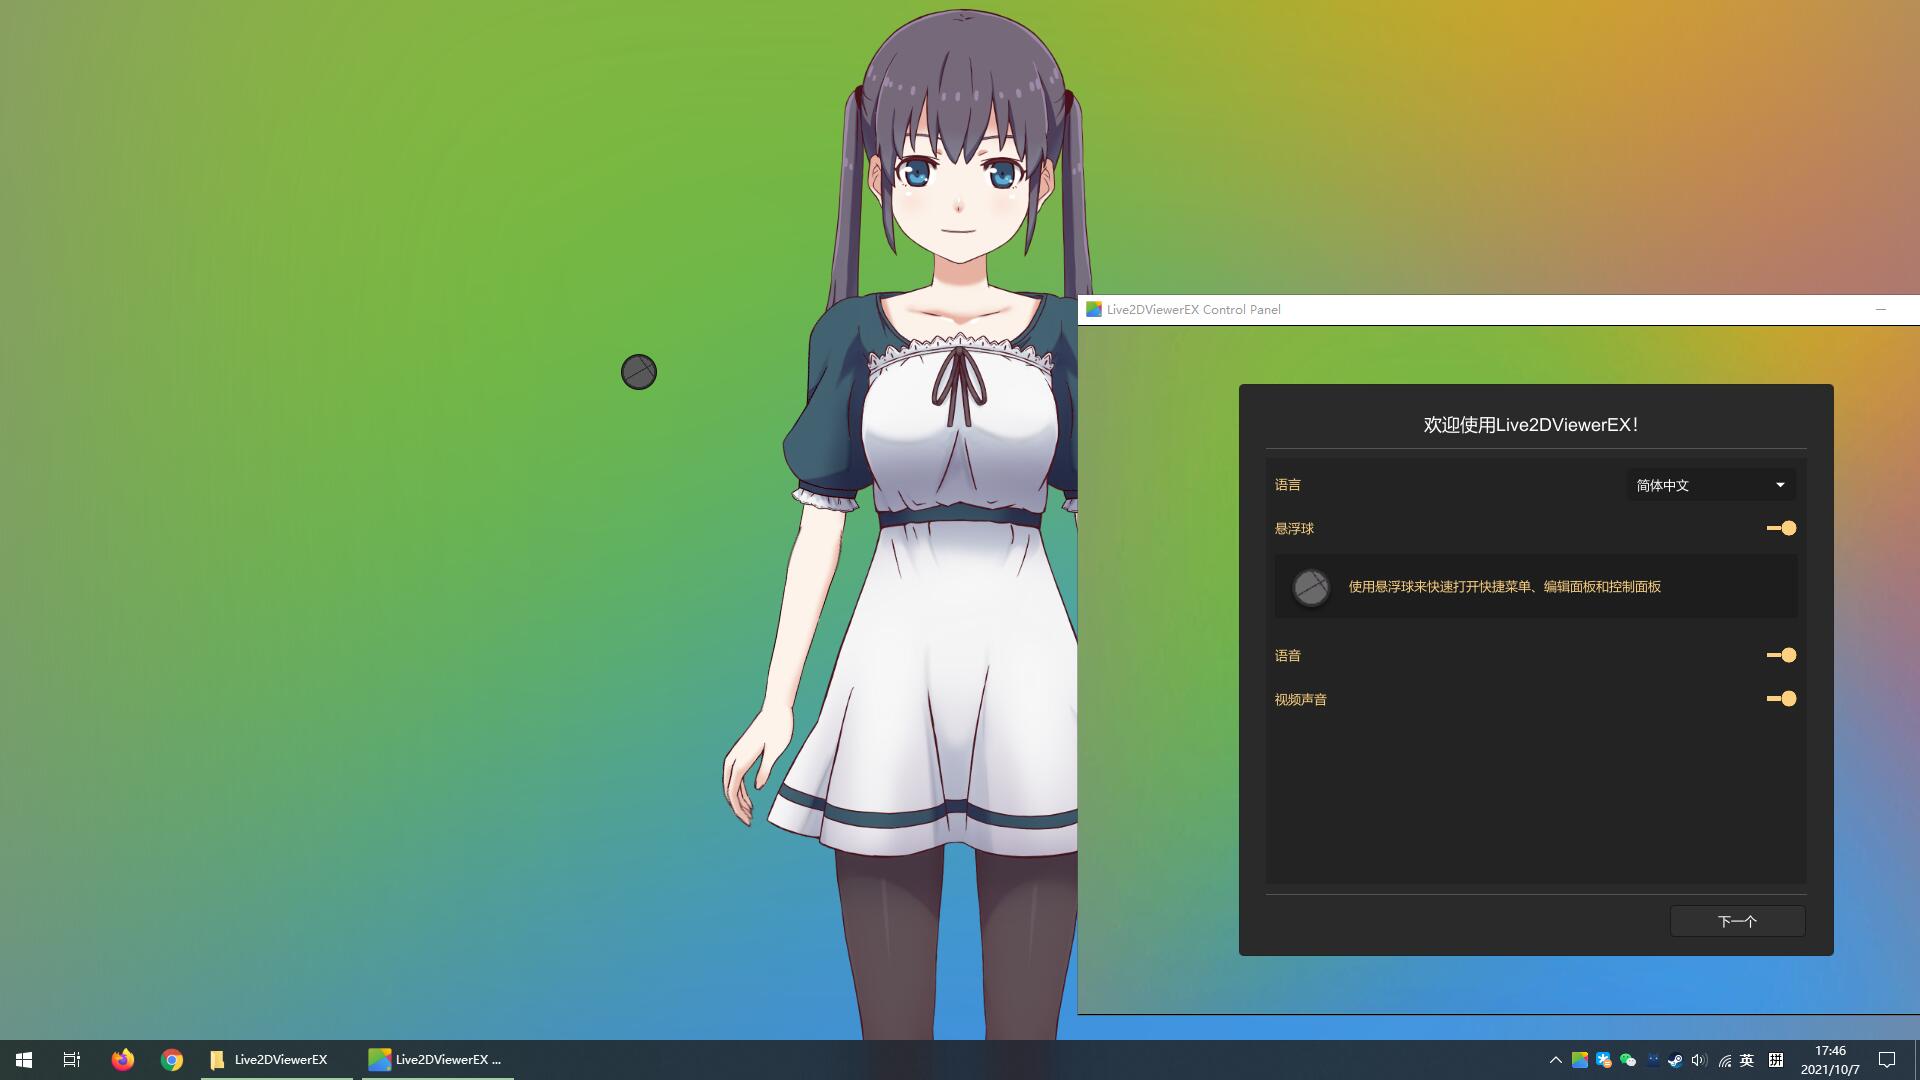 Live2DViewerEX Control Panel
欢迎使用Live2DViewerEX！
语言
简体中文
悬浮球
使用悬浮球来快速打开快捷菜单、编辑面板和控制面板
语音
视频声音
下一个
Live2DViewerEX
Live2DViewerEX ...
英
拼
17:46
2021/10/7